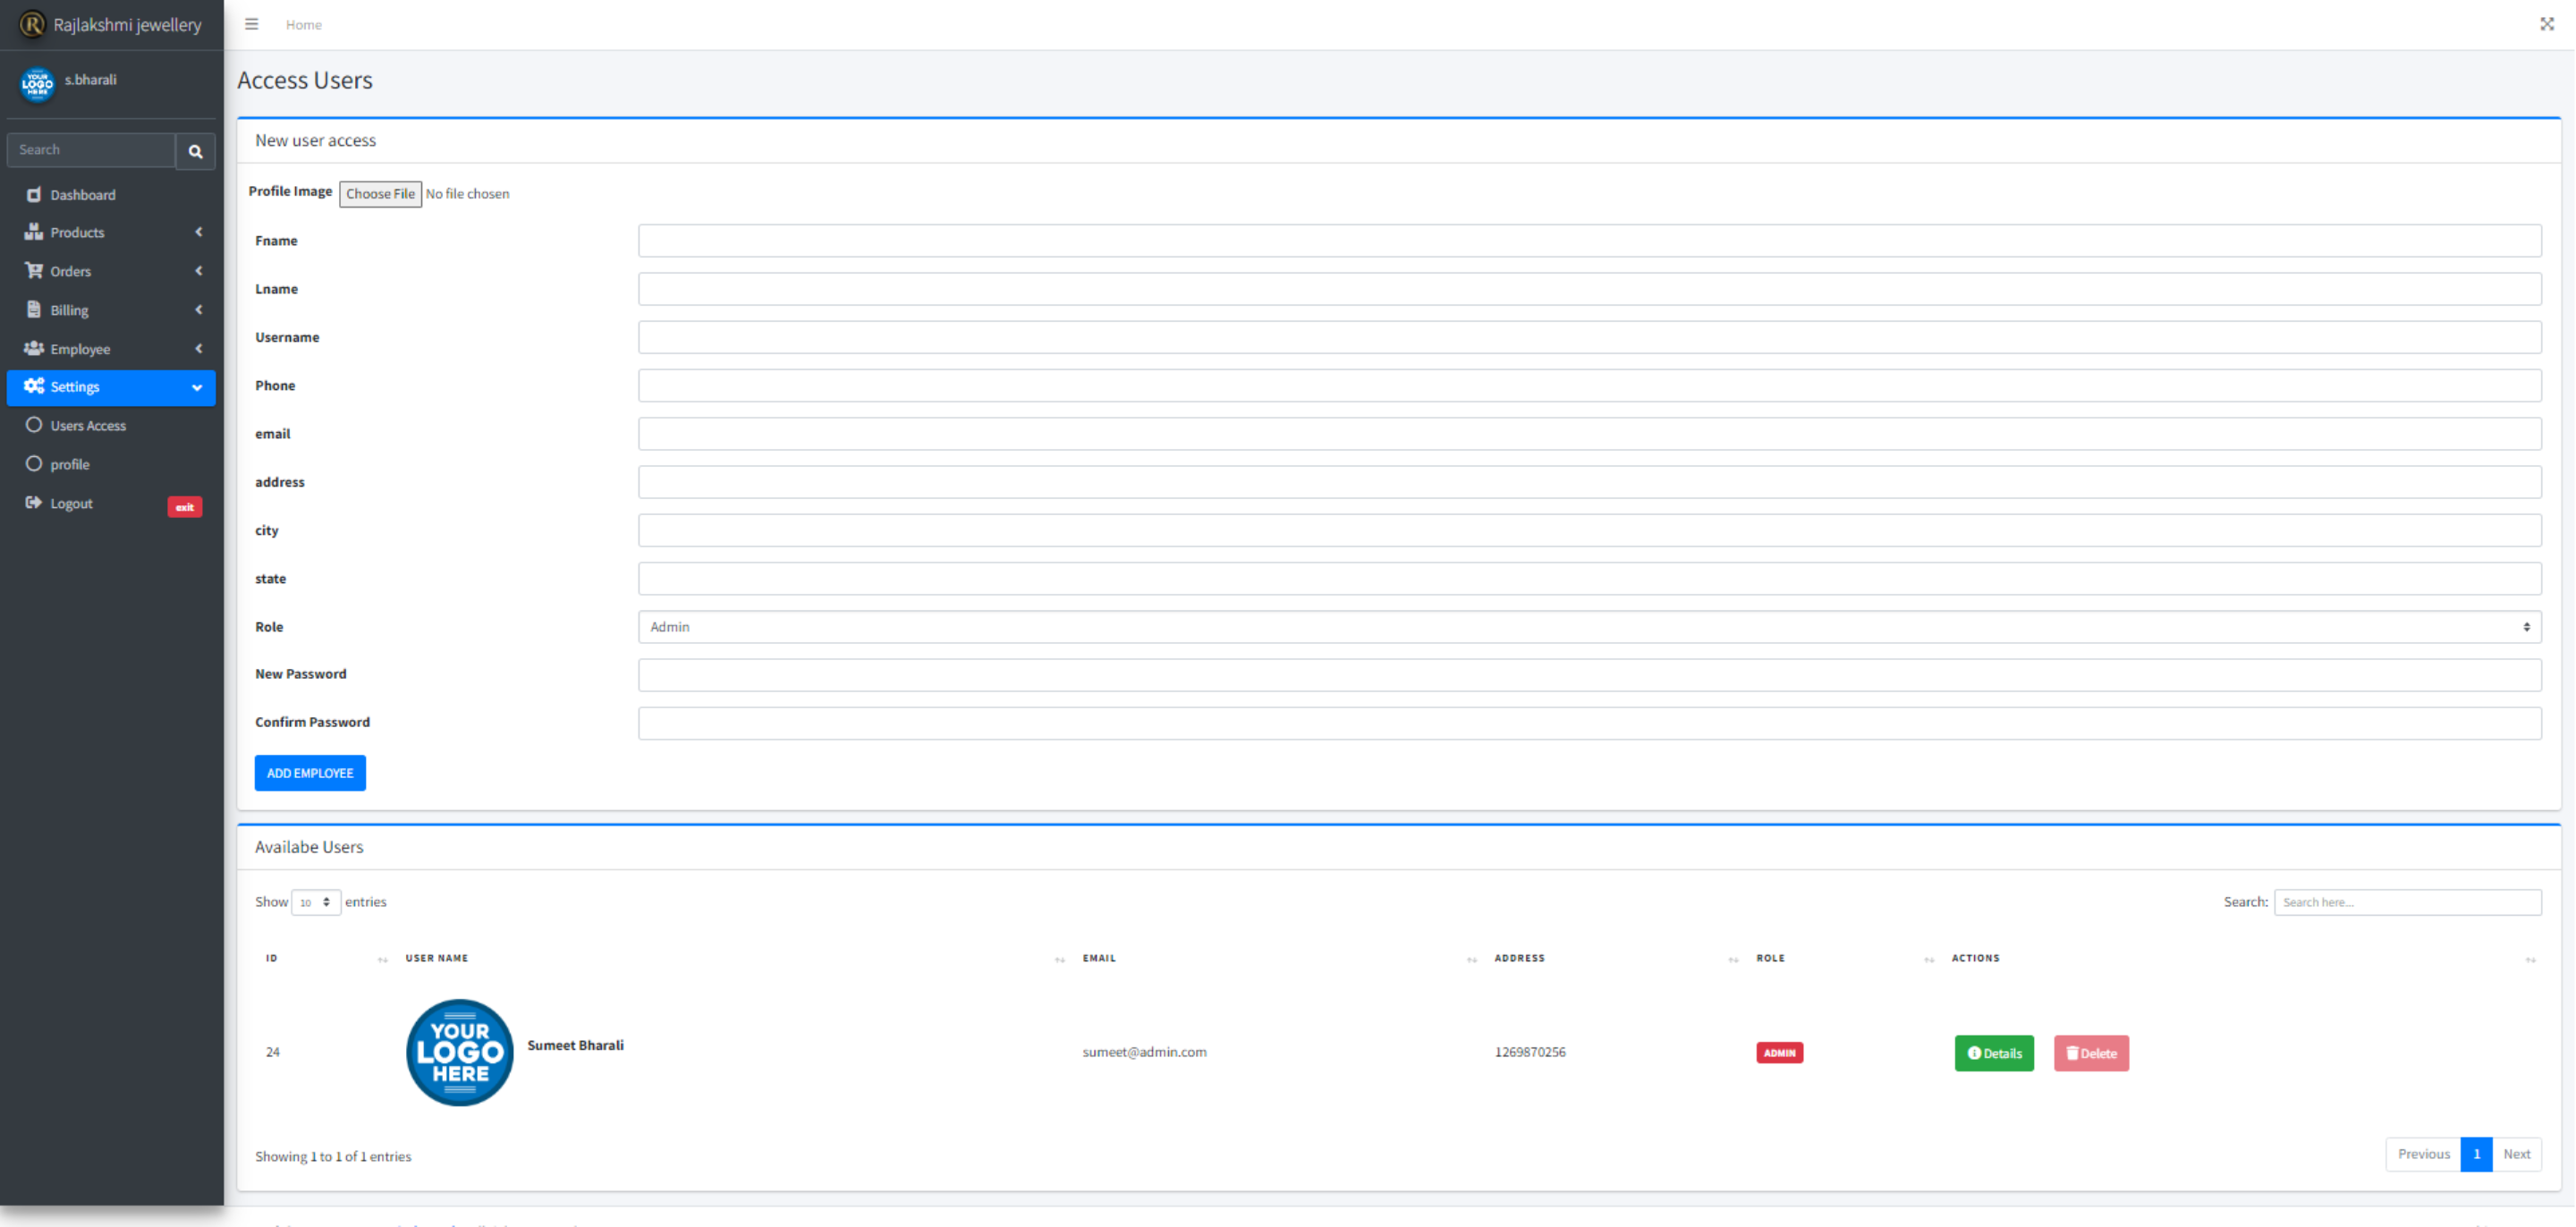 Rajlakshmi jewellery
Home
YOUR LOGO HERE
s.bharali
Access Users
Search
Dashboard
Products
Orders
Billing
Employee
Settings
Users Access
profile
Logout
exit
New user access
Profile Image Choose File No file chosen
Fname
Lname
Username
Phone
email
address
city
state
Role Admin
New Password
Confirm Password
ADD EMPLOYEE
Availabe Users
Show 10 entries
Search: Search here...
ID USER NAME EMAIL ADDRESS ROLE ACTIONS
YOUR
LOGO
HERE
24 Sumeet Bharali sumeet@admin.com 1269870256 ADMIN Details Delete
Showing 1 to 1 of 1 entries
Previous 1 Next